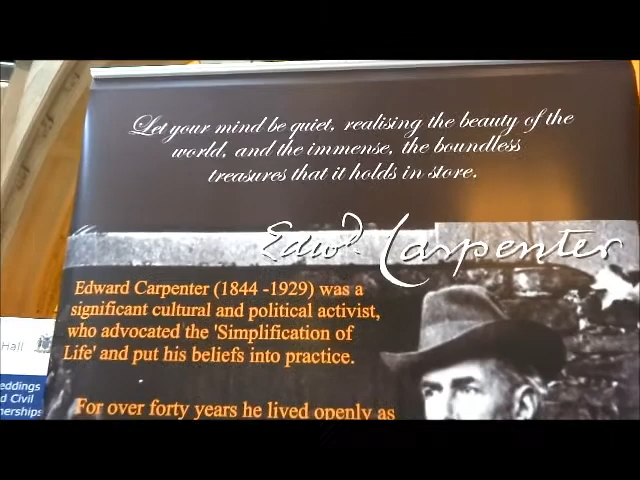 Let your mind be quiet, realising the beauty of the
world, and the immense, the boundless
treasures that it holds in store.
Edwd Carpenter
Edward Carpenter (1844 -1929) was a
significant cultural and political activist,
who advocated the 'Simplification of
Life' and put his beliefs into practice.
For over forty years he lived openly as
Hall
eddings
d Civil
nerships